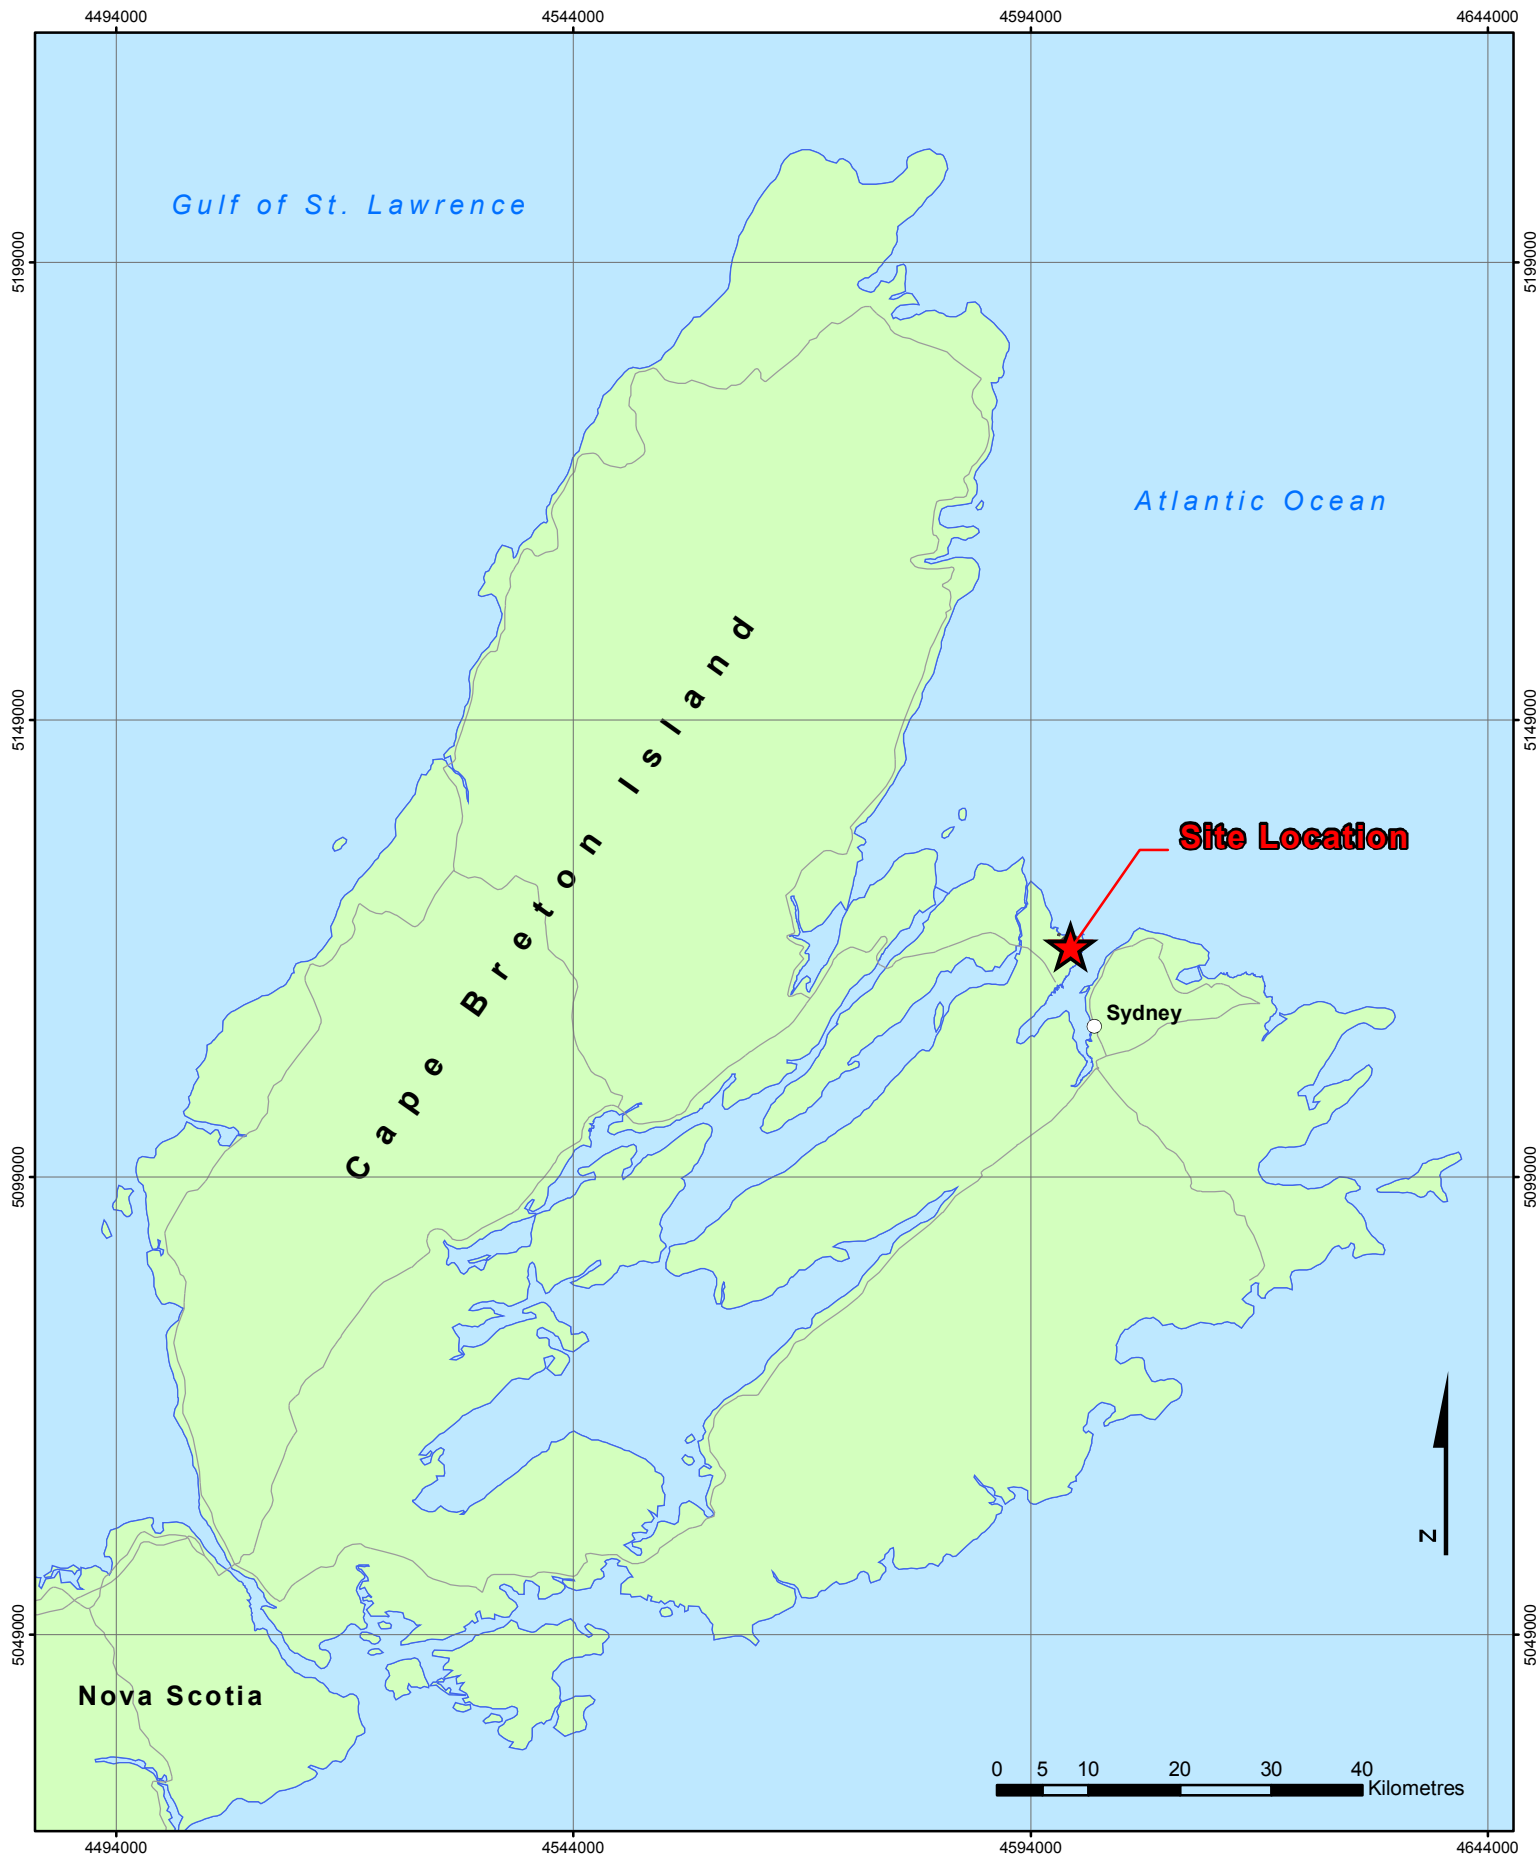 4494000 4544000 4594000 4644000
Gulf of St. Lawrence
5199000 5199000
Atlantic Ocean
Cape Breton Island
5149000 5149000
Site Location
Sydney
5099000 5099000
N
5049000 5049000
Nova Scotia
0 5 10 20 30 40
Kilometres
4494000 4544000 4594000 4644000